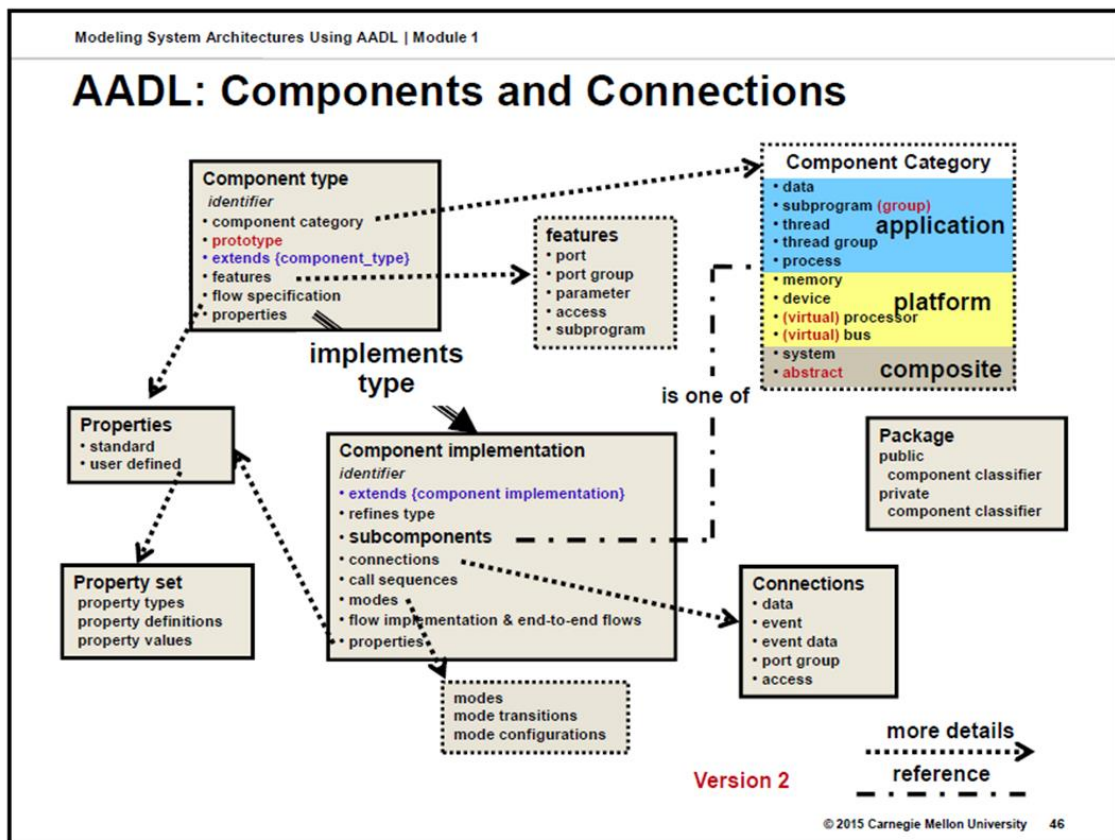 Modeling System Architectures Using AADL | Module 1
AADL: Components and Connections
Component type
identifier
• component category
• prototype
• extends {component_type}
• features
• flow specification
• properties
features
• port
• port group
• parameter
• access
• subprogram
Component Category
• data
• subprogram (group)
• thread
• thread group
• process
application
• memory
• device
• (virtual) processor
• (virtual) bus
platform
• system
• abstract
composite
implements
type
is one of
Properties
• standard
• user defined
Component implementation
identifier
• extends {component implementation}
• refines type
• subcomponents
• connections
• call sequences
• modes
• flow implementation & end-to-end flows
• properties
Package
public
component classifier
private
component classifier
Property set
property types
property definitions
property values
Connections
• data
• event
• event data
• port group
• access
modes
mode transitions
mode configurations
more details
reference
Version 2
© 2015 Carnegie Mellon University 46